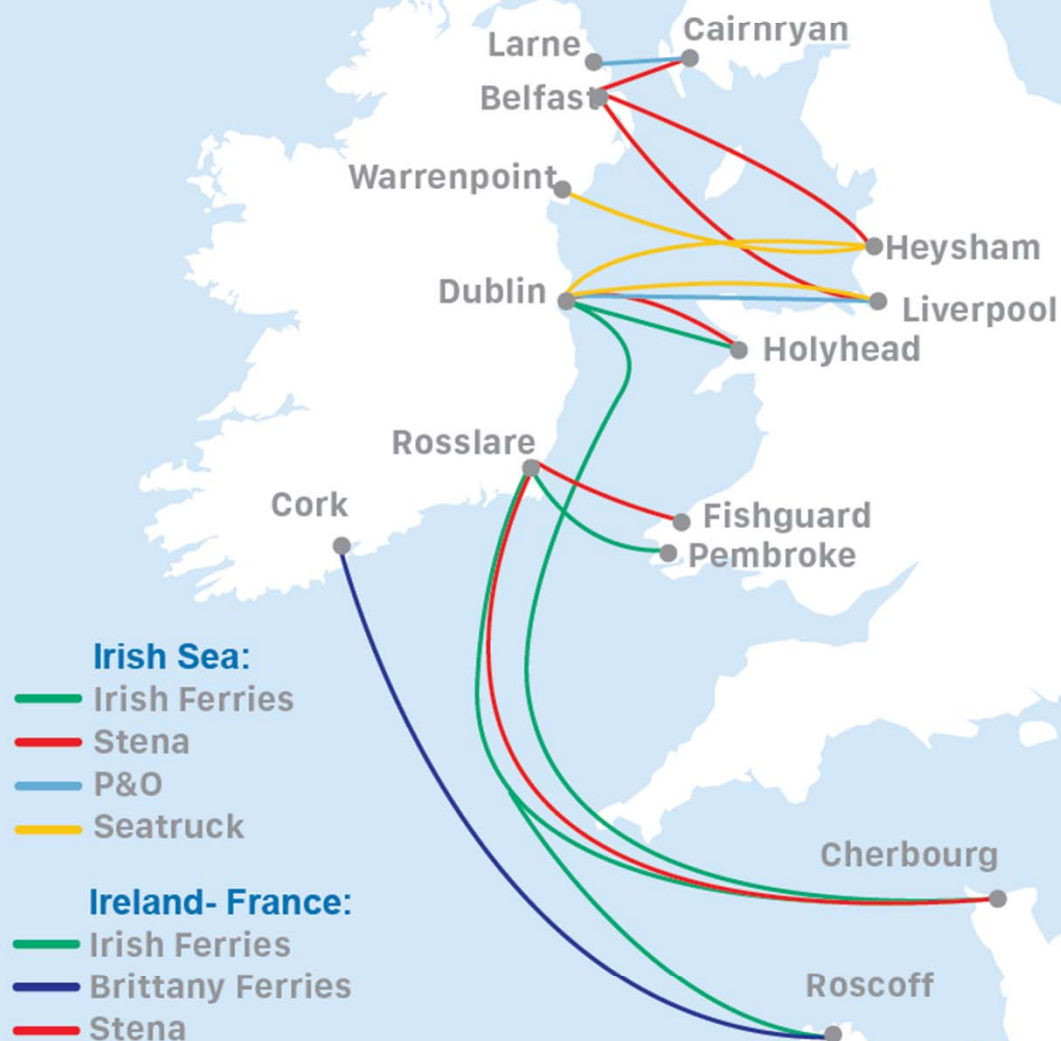 Cairnryan
Larne
Belfast
Warrenpoint
Heysham
Dublin
Liverpool
Holyhead
Rosslare
Cork
Fishguard
Pembroke
Irish Sea:
Irish Ferries
Stena
P&O
Seatruck
Cherbourg
Ireland- France:
Irish Ferries
Brittany Ferries
Stena
Roscoff